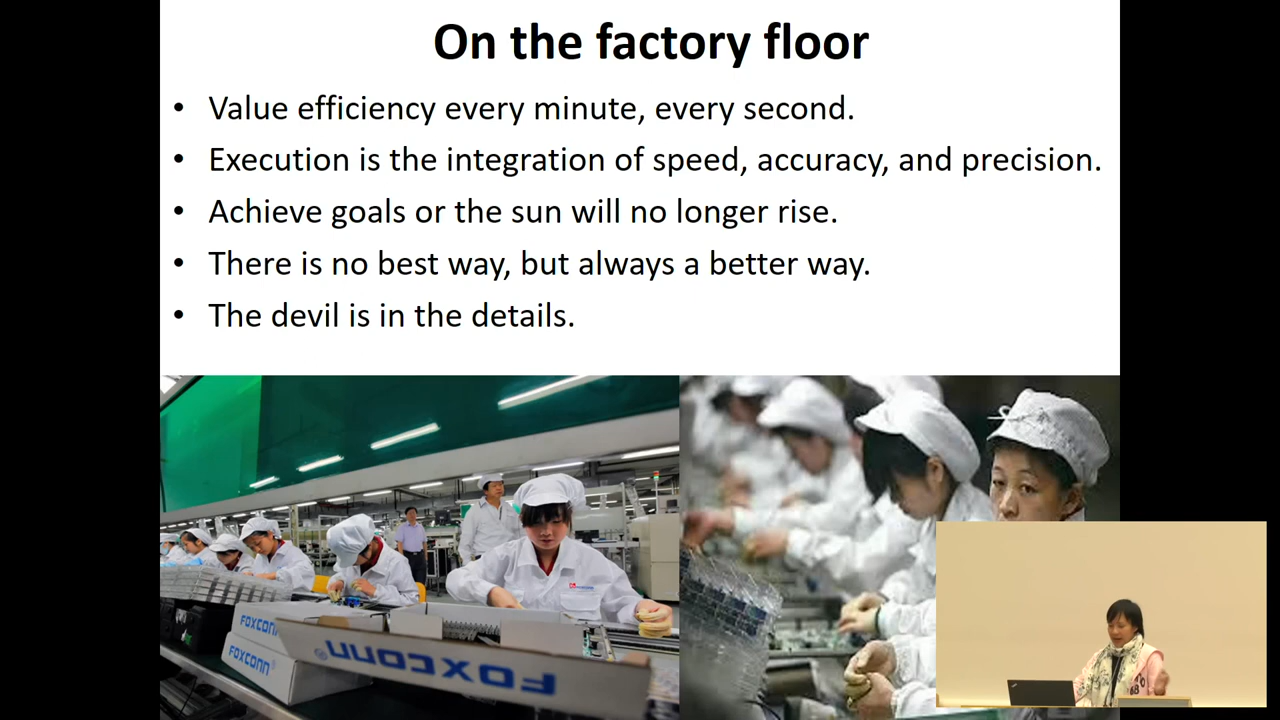 On the factory floor
• Value efficiency every minute, every second.
• Execution is the integration of speed, accuracy, and precision.
• Achieve goals or the sun will no longer rise.
• There is no best way, but always a better way.
• The devil is in the details.
FOXCONN
FOXCONN
FOXCONN